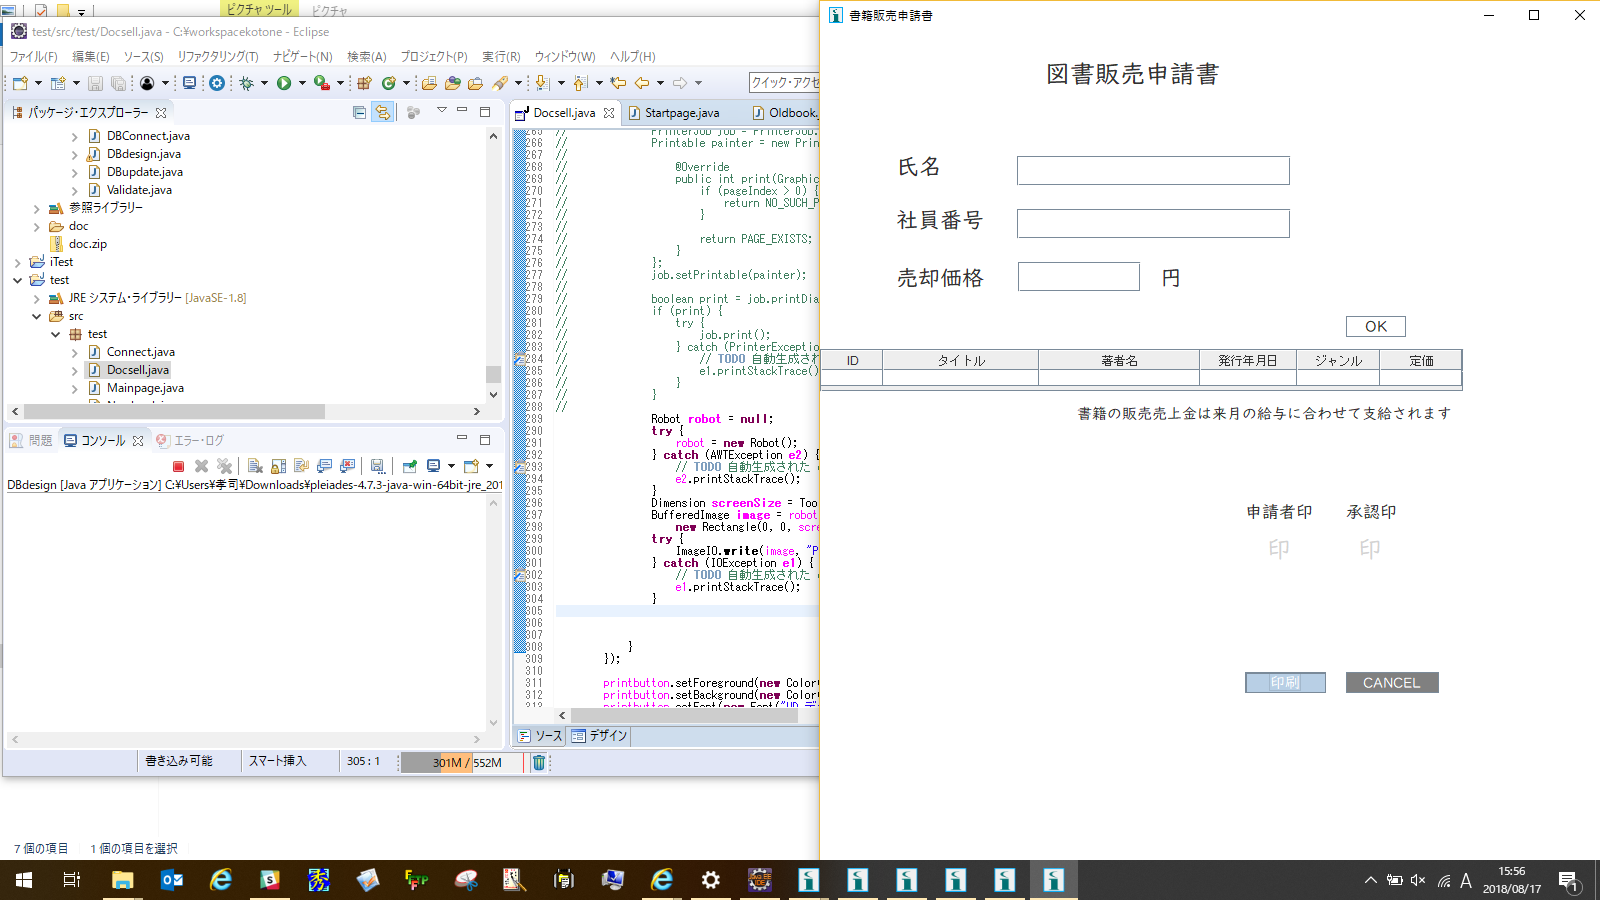 ピクチャ ツール
ピクチャ
test/src/test/Docsell.java - C:¥workspacekotone - Eclipse
ファイル(F) 編集(E) ソース(S) リファクタリング(T) ナビゲート(N) 検索(A) プロジェクト(P) 実行(R) ウィンドウ(W) ヘルプ(H)
クイック・アクセ
パッケージ・エクスプローラー
DBConnect.java
DBdesign.java
DBupdate.java
Validate.java
参照ライブラリー
doc
doc.zip
iTest
test
JRE システム・ライブラリー [JavaSE-1.8]
src
test
Connect.java
Docsell.java
Mainpage.java
問題 コンソール エラー・ログ
DBdesign [Java アプリケーション] C:¥Users¥孝司¥Downloads¥pleiades-4.7.3-java-win-64bit-jre_201
Docsell.java Startpage.java Oldbook.
265 // PrinterJob job = PrinterJob.
266 // Printable painter = new Prin
267 //
268 // @Override
269 // public int print(Graphic
270 // if (pageIndex > 0) {
271 // return NO_SUCH_P
272 // }
273 //
274 // return PAGE_EXISTS;
275 // }
276 // };
277 // job.setPrintable(painter);
278 //
279 // boolean print = job.printDia
280 // if (print) {
281 // try {
282 // job.print();
283 // } catch (PrinterException
284 // // TODO 自動生成され
285 // e1.printStackTrace()
286 // }
287 // }
288 //
289 Robot robot = null;
290 try {
291 robot = new Robot();
292 } catch (AWTException e2) {
293 // TODO 自動生成された
294 e2.printStackTrace();
295 }
296 Dimension screenSize = Too
297 BufferedImage image = robot
298 new Rectangle(0, 0, scre
299 try {
300 ImageIO.write(image, "P
301 } catch (IOException e1) {
302 // TODO 自動生成された
303 e1.printStackTrace();
304 }
305
306
307
308 }
309 });
310
311 printbutton.setForeground(new Color(
312 printbutton.setBackground(new Color(
313 printbutton.setFont(new Font("UD デ
ソース デザイン
書き込み可能 スマート挿入 305 : 1 301M / 552M
7 個の項目 1 個の項目を選択
書籍販売申請書
図書販売申請書
氏名
社員番号
売却価格 円
OK
ID タイトル 著者名 発行年月日 ジャンル 定価
書籍の販売売上金は来月の給与に合わせて支給されます
申請者印 承認印
印 印
印刷 CANCEL
A
15:56
2018/08/17
1